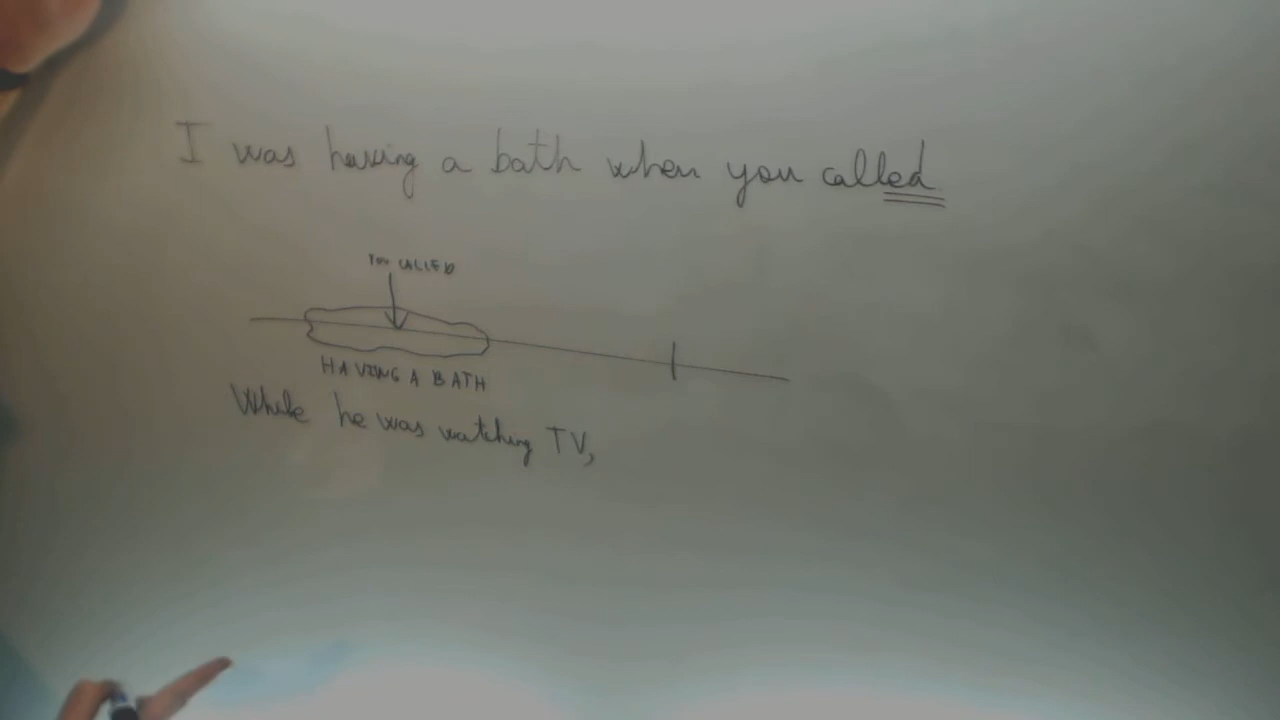 I was having a bath when you called
YOU CALLED
HAVING A BATH
While he was watching TV,